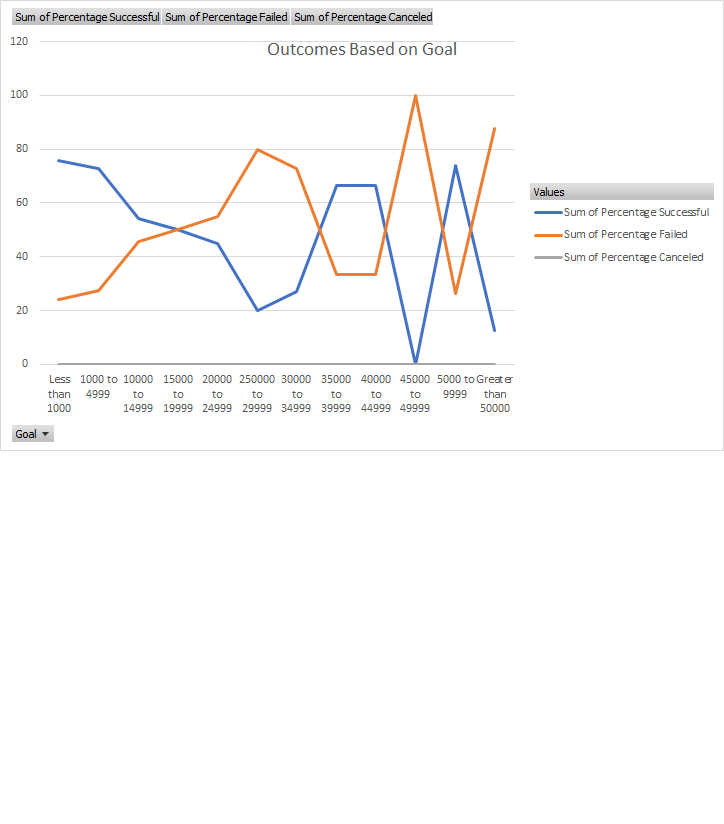 Sum of Percentage Successful Sum of Percentage Failed Sum of Percentage Canceled
Outcomes Based on Goal
120
100
80
60
40
20
0
Less than 1000
1000 to 4999
10000 to 14999
15000 to 19999
20000 to 24999
250000 to 29999
30000 to 34999
35000 to 39999
40000 to 44999
45000 to 49999
5000 to 9999
Greater than 50000
Values
Sum of Percentage Successful
Sum of Percentage Failed
Sum of Percentage Canceled
Goal